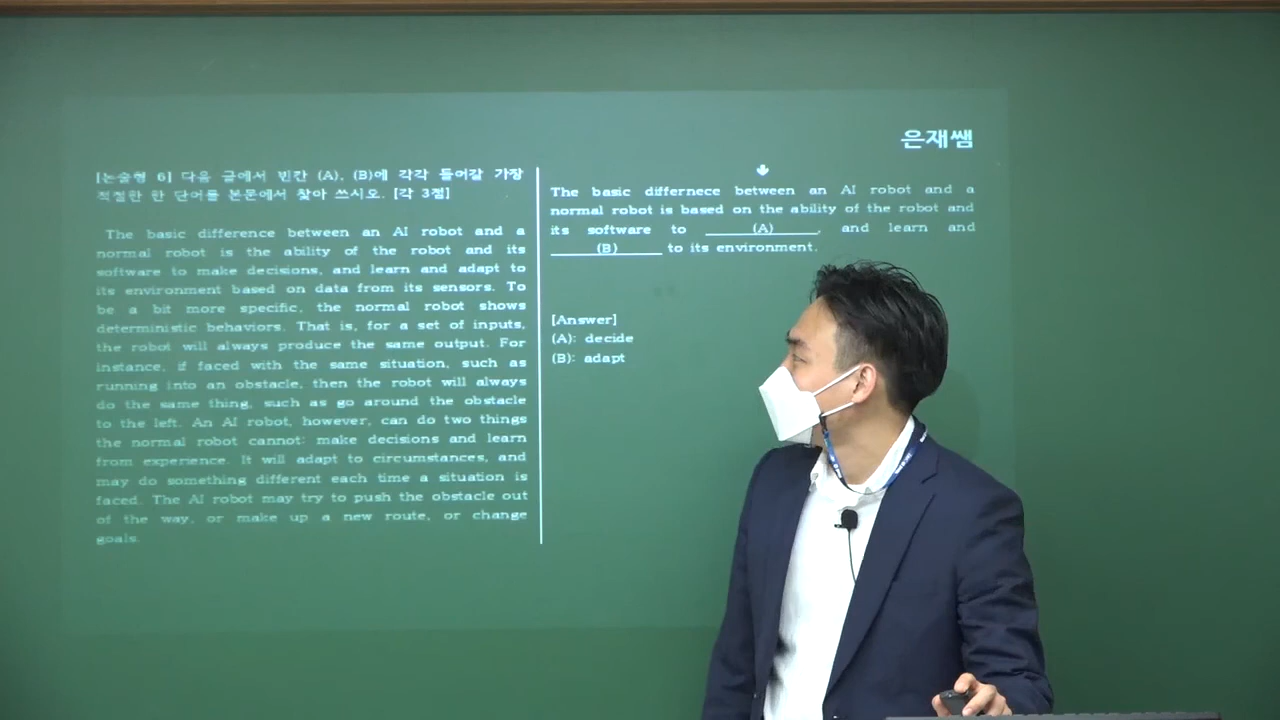 은재쌤
[논술형 6] 다음 글에서 빈칸 (A), (B)에 각각 들어갈 가장
적절한 한 단어를 본문에서 찾아 쓰시오. [각 3점]
The basic difference between an AI robot and a
normal robot is the ability of the robot and its
software to make decisions, and learn and adapt to
its environment based on data from its sensors. To
be a bit more specific, the normal robot shows
deterministic behaviors. That is, for a set of inputs,
the robot will always produce the same output. For
instance, if faced with the same situation, such as
running into an obstacle, then the robot will always
do the same thing, such as go around the obstacle
to the left. An AI robot, however, can do two things
the normal robot cannot: make decisions and learn
from experience. It will adapt to circumstances, and
may do something different each time a situation is
faced. The AI robot may try to push the obstacle out
of the way, or make up a new route, or change
goals.
The basic differnece between an AI robot and a
normal robot is based on the ability of the robot and
its software to (A), and learn and
(B) to its environment.
[Answer]
(A): decide
(B): adapt